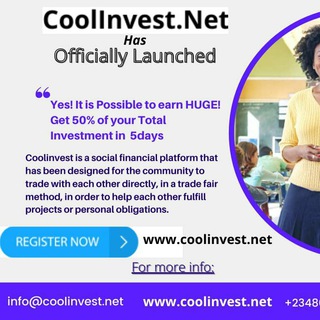 CoolInvest.Net
Has
Officially Launched
“
Yes! It is Possible to earn HUGE!
Get 50% of your Total
Investment in 5days
Coolinvest is a social financial platform that
has been designed for the community to
trade with each other directly, in a trade fair
method, in order to help each other fulfill
projects or personal obligations.
REGISTER NOW
www.coolinvest.net
For more info:
info@coolinvest.net www.coolinvest.net